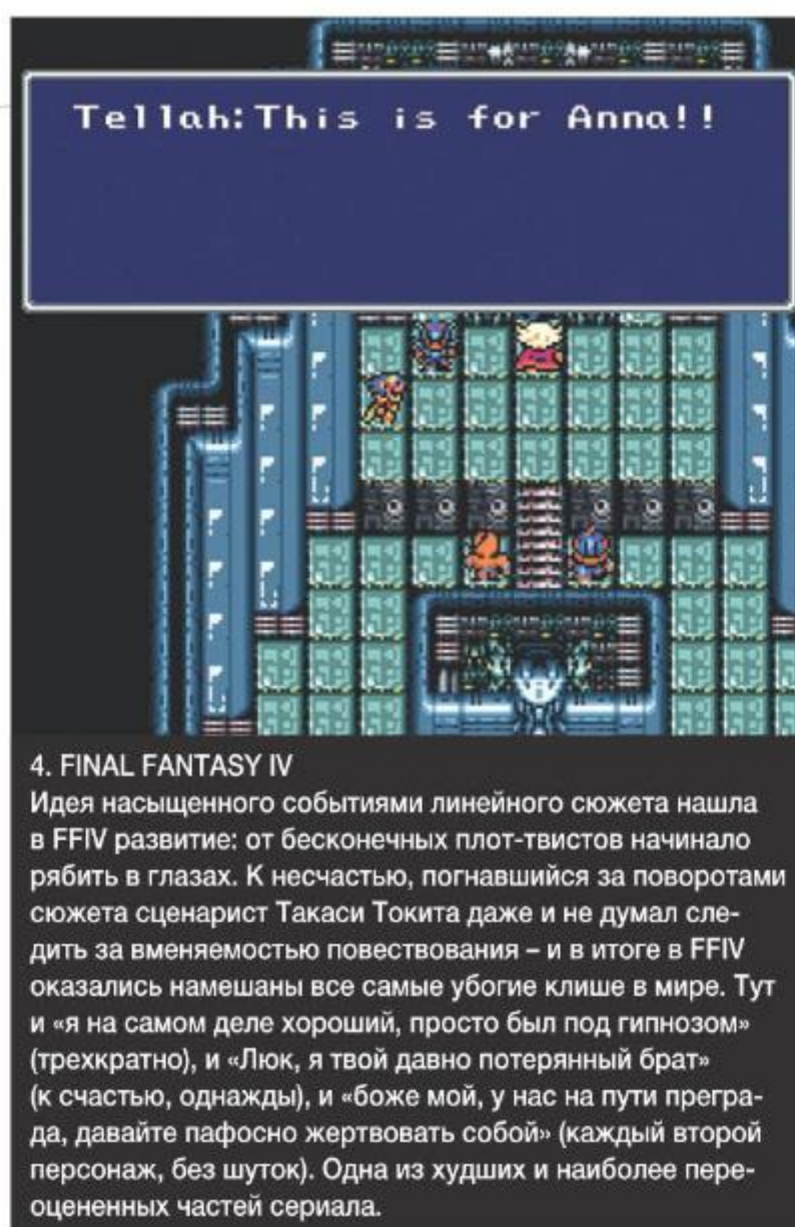 Tellah:This is for Anna!!
4. FINAL FANTASY IV
Идея насыщенного событиями линейного сюжета нашла
в FFIV развитие: от бесконечных плот-твистов начинало
рябить в глазах. К несчастью, погнавшийся за поворотами
сюжета сценарист Такаси Токита даже и не думал сле-
дить за вменяемостью повествования – и в итоге в FFIV
оказались намешаны все самые убогие клише в мире. Тут
и «я на самом деле хороший, просто был под гипнозом»
(трехкратно), и «Люк, я твой давно потерянный брат»
(к счастью, однажды), и «боже мой, у нас на пути прегра-
да, давайте пафосно жертвовать собой» (каждый второй
персонаж, без шуток). Одна из худших и наиболее пере-
оцененных частей сериала.